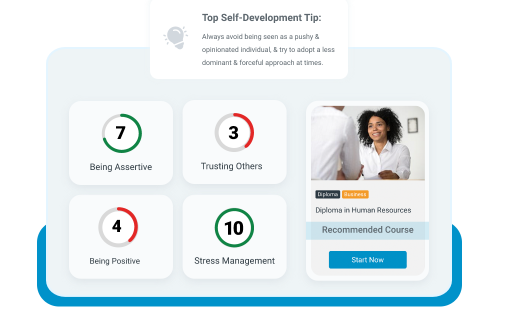 Top Self-Development Tip:
Always avoid being seen as a pushy &
opinionated individual, & try to adopt a less
dominant & forceful approach at times.
7
Being Assertive
3
Trusting Others
4
Being Positive
10
Stress Management
Diploma Business
Diploma in Human Resources
Recommended Course
Start Now